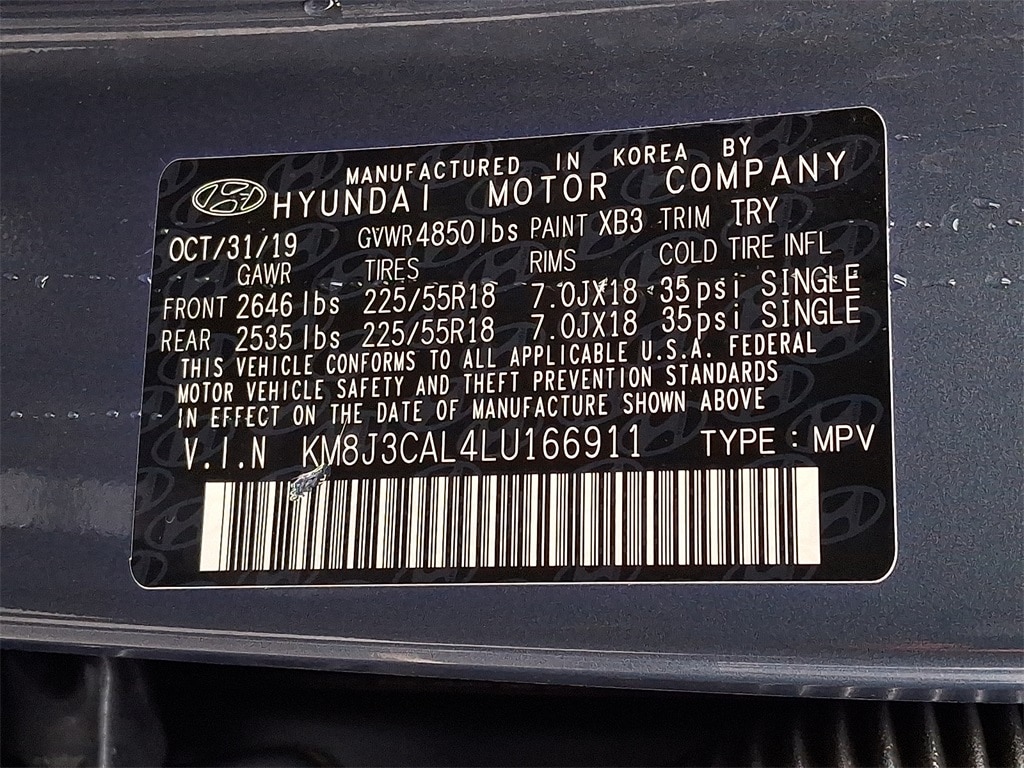 MANUFACTURED IN KOREA BY
HYUNDAI MOTOR COMPANY
OCT/31/19 GVWR 4850 lbs PAINT XB3 TRIM TRY
GAWR TIRES RIMS COLD TIRE INFL
FRONT 2646 lbs 225/55R18 7.0JX18 35psi SINGLE
REAR 2535 lbs 225/55R18 7.0JX18 35psi SINGLE
THIS VEHICLE CONFORMS TO ALL APPLICABLE U.S.A. FEDERAL
MOTOR VEHICLE SAFETY AND THEFT PREVENTION STANDARDS
IN EFFECT ON THE DATE OF MANUFACTURE SHOWN ABOVE
V.I.N KM8J3CAL4LU166911 TYPE : MPV